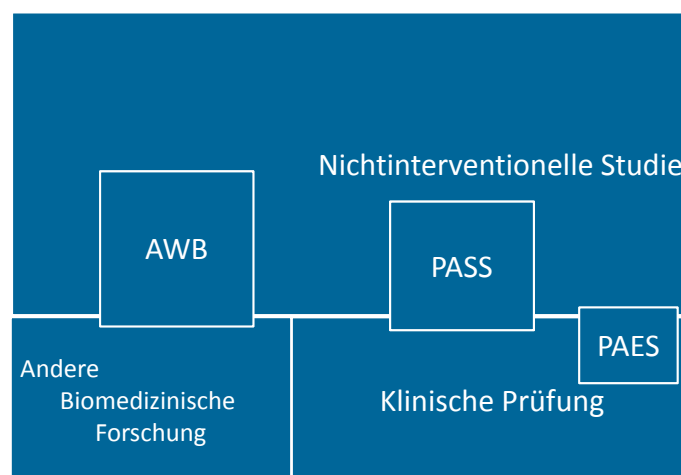 Nichtinterventionelle Studie
AWB
PASS
PAES
Andere
Biomedizinische
Forschung
Klinische Prüfung